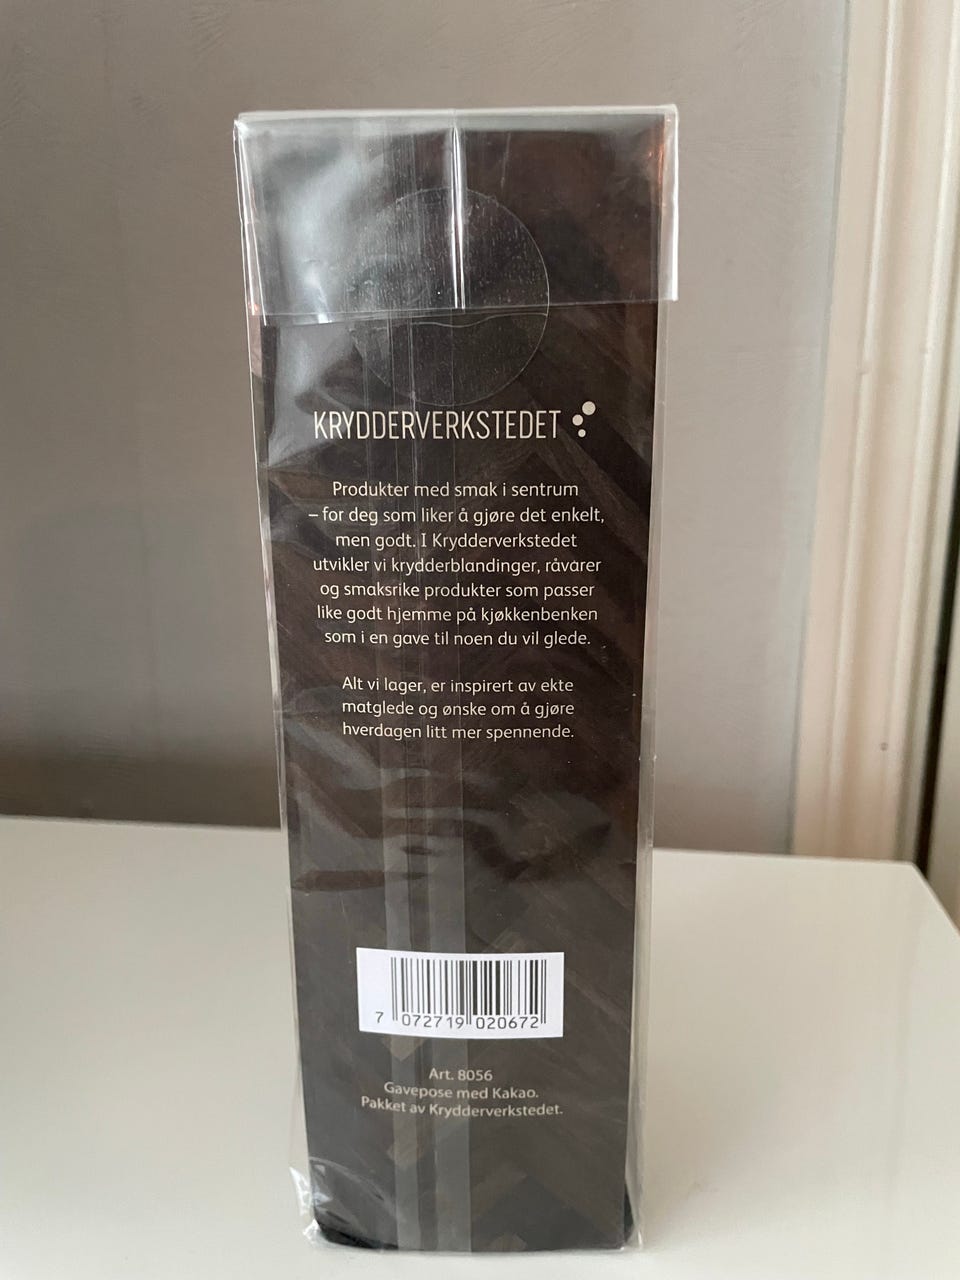 KRYDDERVERKSTEDET
Produkter med smak i sentrum
– for deg som liker å gjøre det enkelt,
men godt. I Krydderverkstedet
utvikler vi krydderblandinger, råvarer
og smaksrike produkter som passer
like godt hjemme på kjøkkenbenken
som i en gave til noen du vil glede.
Alt vi lager, er inspirert av ekte
matglede og ønske om å gjøre
hverdagen litt mer spennende.
7 072719 020672
Art. 8056
Gavepose med Kakao.
Pakket av Krydderverkstedet.